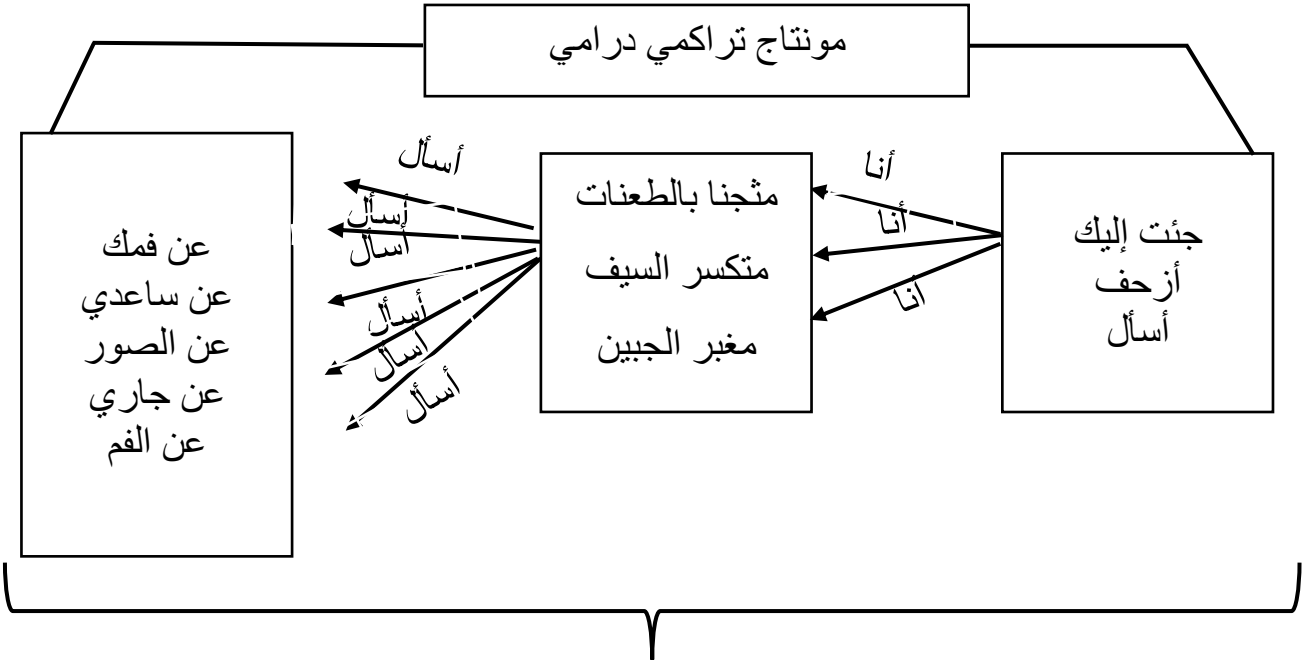 مونتاج تراكمي درامي
جئت إليك
أزحف
أسأل
أنا
أنا
أنا
مثجنا بالطعنات
متكسر السيف
مغبر الجبين
أسأل
أسأل
أسأل
أسأل
أسأل
أسأل
عن فمك
عن ساعدي
عن الصور
عن جاري
عن الفم